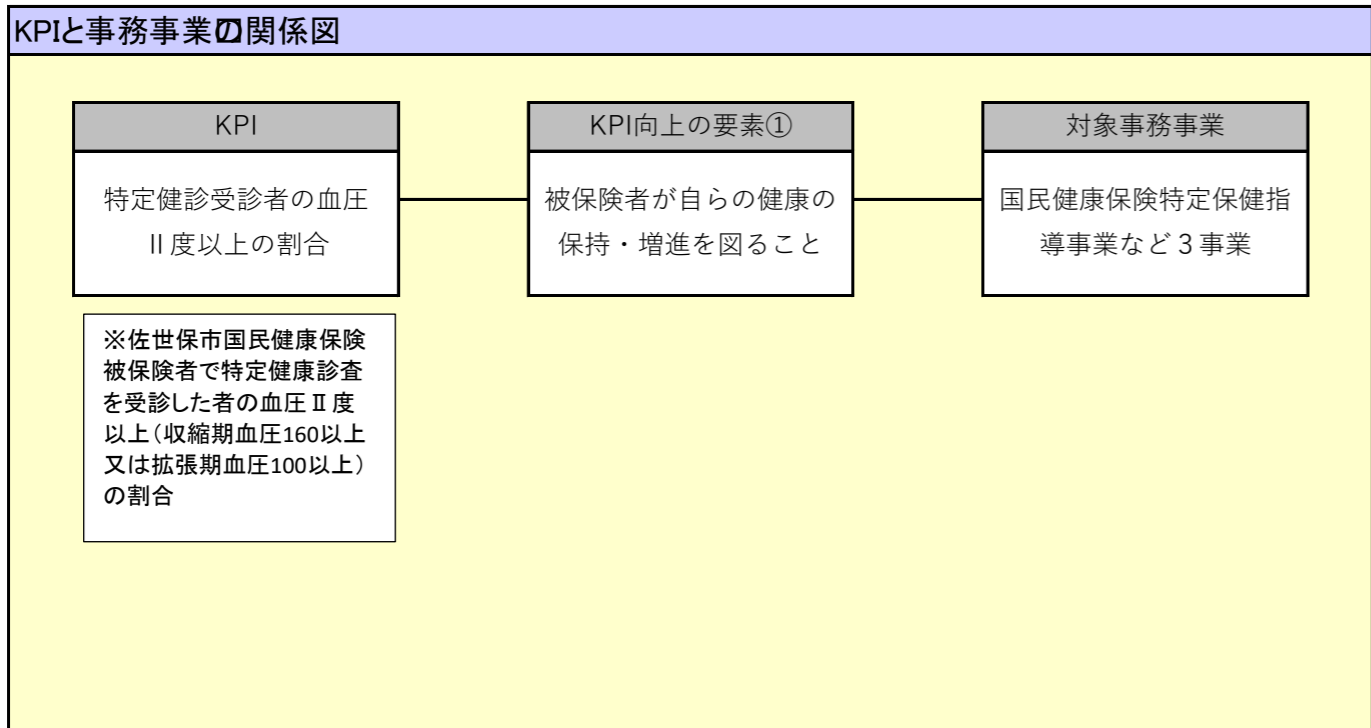 KPIと事務事業の関係図
KPI
特定健診受診者の血圧
Ⅱ度以上の割合
※佐世保市国民健康保険
被保険者で特定健康診査
を受診した者の血圧Ⅱ度
以上（収縮期血圧160以上
又は拡張期血圧100以上）
の割合
KPI向上の要素①
被保険者が自らの健康の
保持・増進を図ること
対象事務事業
国民健康保険特定保健指
導事業など３事業